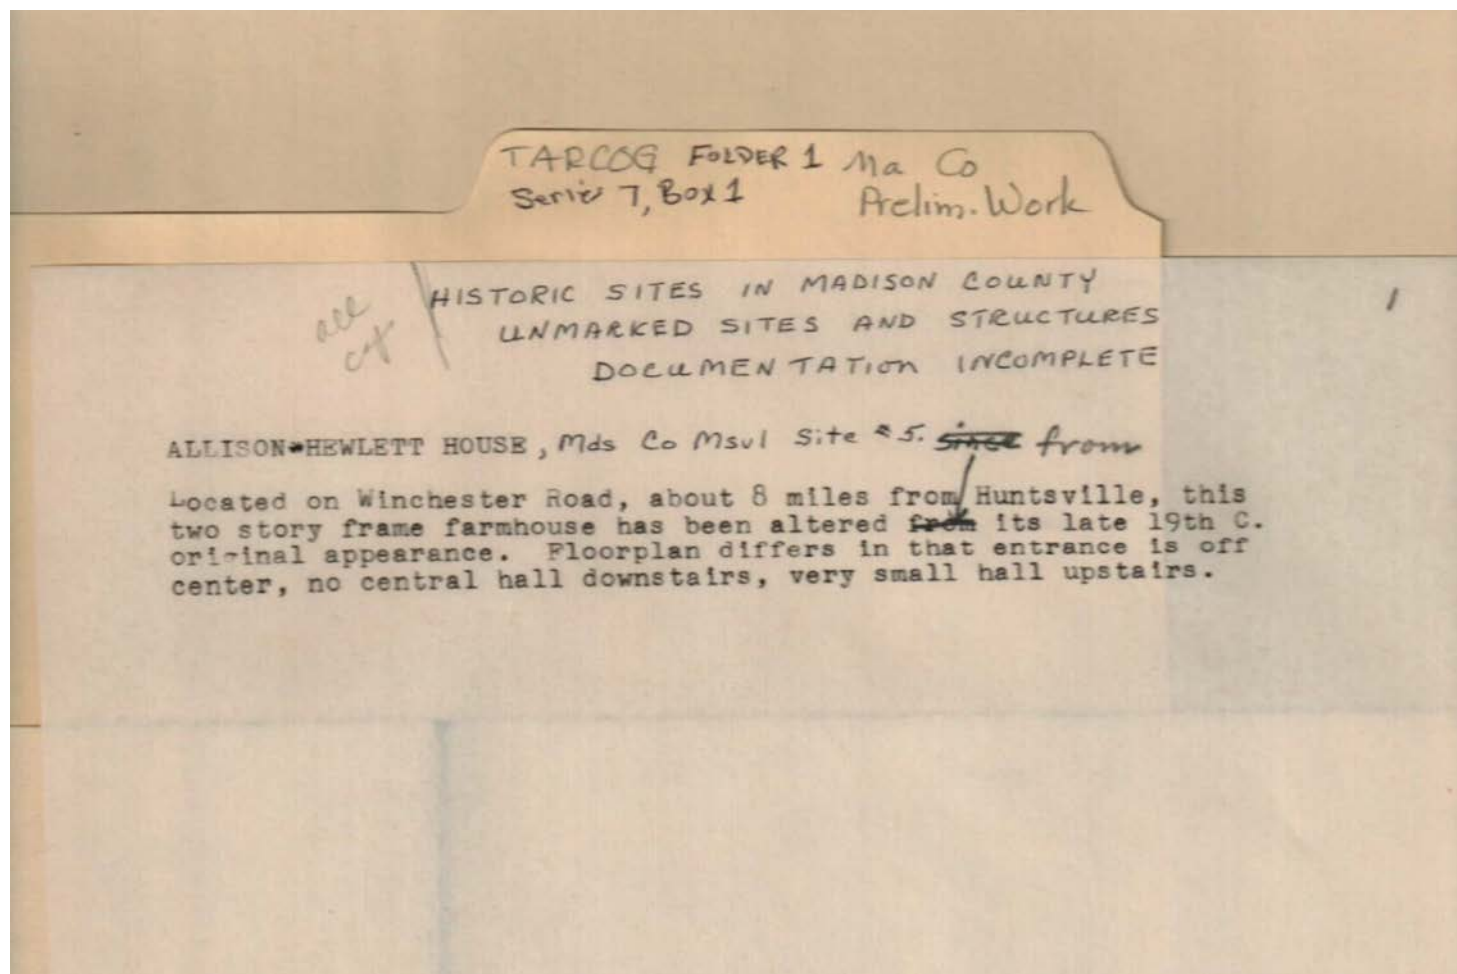 TARCOG FOLDER 1 Ma Co
Series 7, Box 1 Prelim. Work
HISTORIC SITES IN MADISON COUNTY
1
all
cap
UNMARKED SITES AND STRUCTURES
DOCUMENTATION INCOMPLETE
ALLISON-HEWLETT HOUSE, Mds Co Msvl Site #5. since from
Located on Winchester Road, about 8 miles from Huntsville, this
two story frame farmhouse has been altered from its late 19th C.
original appearance. Floorplan differs in that entrance is off
center, no central hall downstairs, very small hall upstairs.